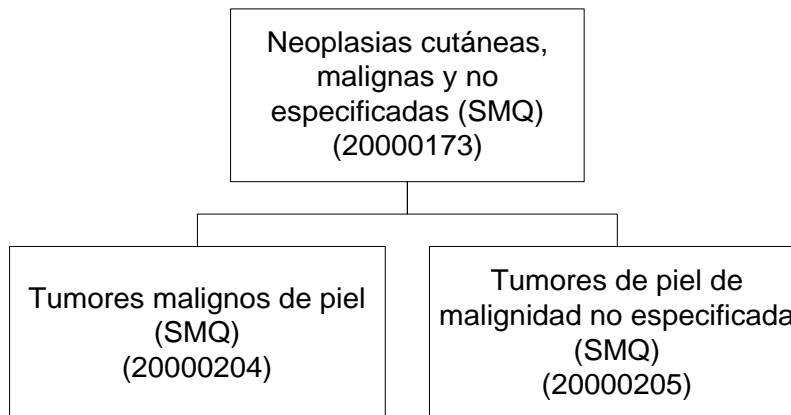 Neoplasias cutáneas,
malignas y no
especificadas (SMQ)
(20000173)
Tumores malignos de piel
(SMQ)
(20000204)
Tumores de piel de
malignidad no especificada
(SMQ)
(20000205)